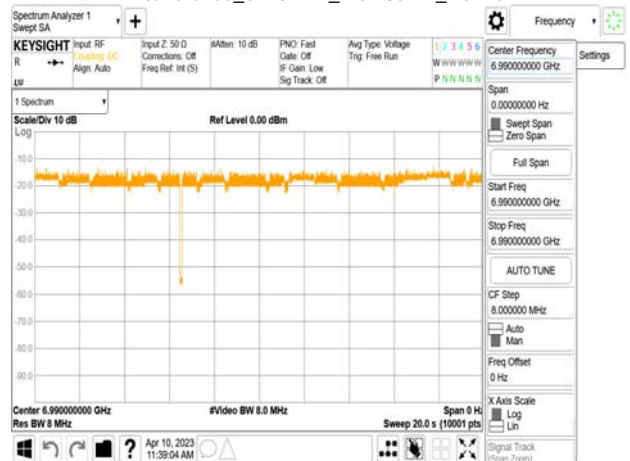 Spectrum Analyzer 1
Swept SA
Frequency
KEYSIGHT
Input: RF
Coupling: DC
Align: Auto
Input Z: 50 Ω
Corrections: Off
Freq Ref: Int (S)
#Atten: 10 dB
PNO: Fast
Gate: Off
IF Gain: Low
Sig Track: Off
Avg Type: Voltage
Trig: Free Run
1 2 3 4 5 6
W W W W W W
P N N N N N
R
LXI
Center Frequency
6.990000000 GHz
Settings
Span
0.00000000 Hz
Swept Span
Zero Span
Full Span
Start Freq
6.990000000 GHz
Stop Freq
6.990000000 GHz
AUTO TUNE
CF Step
8.000000 MHz
Auto
Man
Freq Offset
0 Hz
X Axis Scale
Log
Lin
Signal Track
(Span Zoom)
1 Spectrum
Scale/Div 10 dB
Ref Level 0.00 dBm
Log
-10.0
-20.0
-30.0
-40.0
-50.0
-60.0
-70.0
-80.0
-90.0
Center 6.990000000 GHz
#Video BW 8.0 MHz
Span 0 Hz
Res BW 8 MHz
Sweep 20.0 s (10001 pts
?
Apr 10, 2023
11:39:04 AM